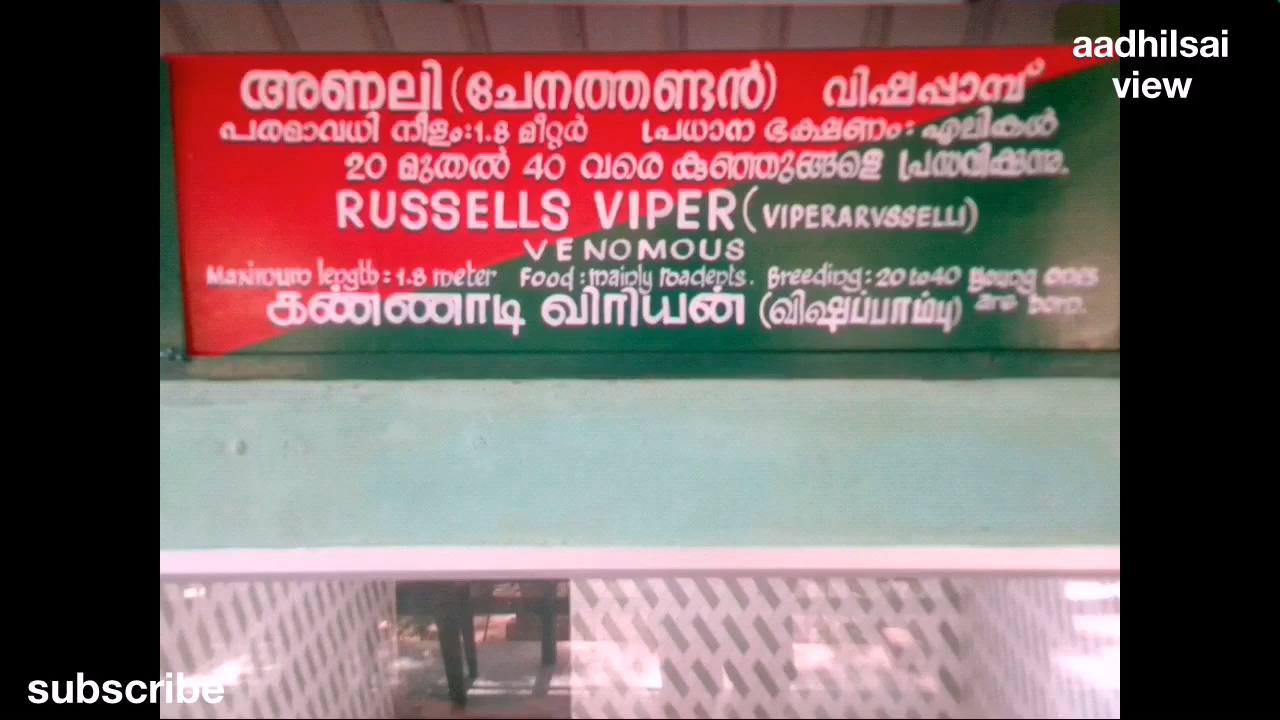 അണലി (ചേനത്തണ്ടൻ) വിഷപ്പാമ്പ്
പരമാവധി നീളം:1.8 മീറ്റർ പ്രധാന ഭക്ഷണം: എലികൾ
20 മുതൽ 40 വരെ കുഞ്ഞുങ്ങളെ പ്രസവിക്കുന്നു.
RUSSELLS VIPER (VIPERARVSSELLI)
VENOMOUS
Maximum length:1.8 meter Food:mainly roadents. Breeding:20 to 40 young ones
are born.
கண்ணாடி விரியன் (விஷப்பாம்பு)
aadhilsai
view
subscribe